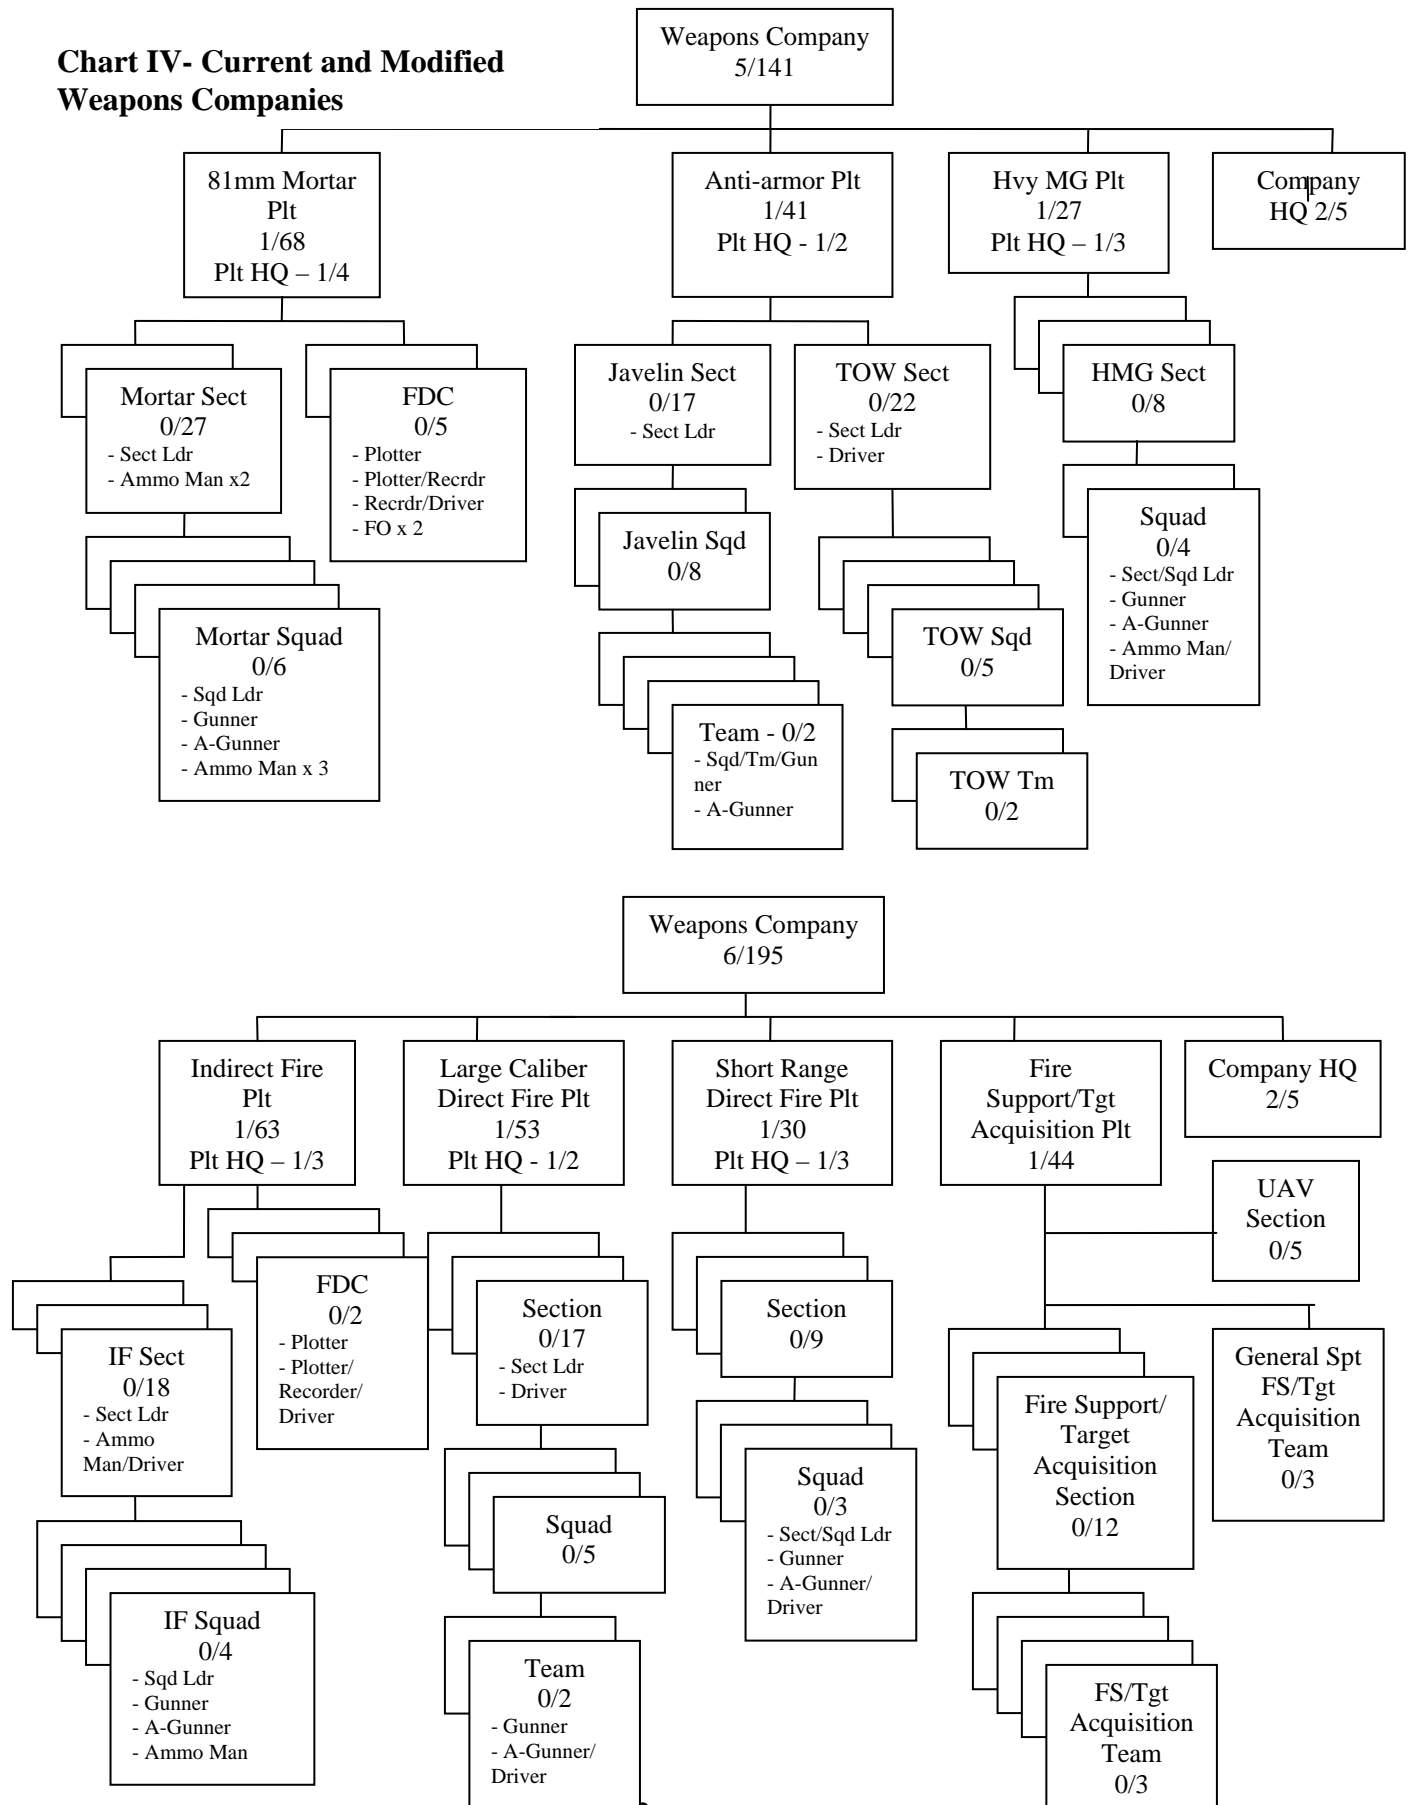 Chart IV- Current and Modified
Weapons Companies
Weapons Company
5/141
81mm Mortar
Plt
1/68
Plt HQ – 1/4
Anti-armor Plt
1/41
Plt HQ - 1/2
Hvy MG Plt
1/27
Plt HQ – 1/3
Company
HQ 2/5
Mortar Sect
0/27
- Sect Ldr
- Ammo Man x2
FDC
0/5
- Plotter
- Plotter/Recrdr
- Recrdr/Driver
- FO x 2
Javelin Sect
0/17
- Sect Ldr
TOW Sect
0/22
- Sect Ldr
- Driver
HMG Sect
0/8
Mortar Squad
0/6
- Sqd Ldr
- Gunner
- A-Gunner
- Ammo Man x 3
Javelin Sqd
0/8
Team - 0/2
- Sqd/Tm/Gun
ner
- A-Gunner
TOW Sqd
0/5
TOW Tm
0/2
Squad
0/4
- Sect/Sqd Ldr
- Gunner
- A-Gunner
- Ammo Man/
Driver
Weapons Company
6/195
Indirect Fire
Plt
1/63
Plt HQ – 1/3
Large Caliber
Direct Fire Plt
1/53
Plt HQ - 1/2
Short Range
Direct Fire Plt
1/30
Plt HQ – 1/3
Fire
Support/Tgt
Acquisition Plt
1/44
Company HQ
2/5
UAV
Section
0/5
IF Sect
0/18
- Sect Ldr
- Ammo
Man/Driver
FDC
0/2
- Plotter
- Plotter/
Recorder/
Driver
Section
0/17
- Sect Ldr
- Driver
Section
0/9
Fire Support/
Target
Acquisition
Section
0/12
General Spt
FS/Tgt
Acquisition
Team
0/3
IF Squad
0/4
- Sqd Ldr
- Gunner
- A-Gunner
- Ammo Man
Squad
0/5
Team
0/2
- Gunner
- A-Gunner/
Driver
Squad
0/3
- Sect/Sqd Ldr
- Gunner
- A-Gunner/
Driver
FS/Tgt
Acquisition
Team
0/3